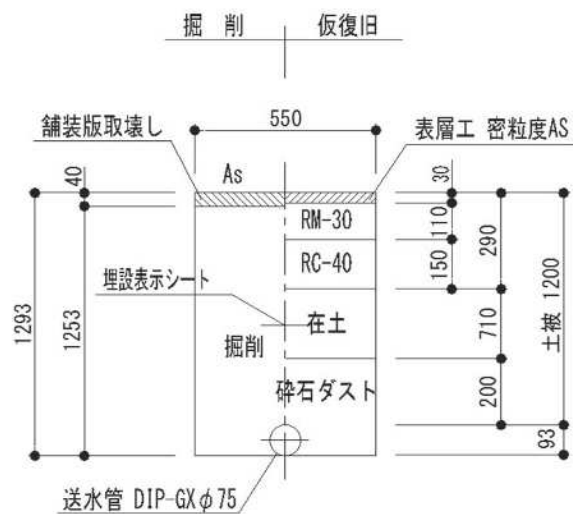 掘 削
仮復旧
550
舗装版取壊し
表層工 密粒度AS
As
40
30
RM-30
110
290
RC-40
150
埋設表示シート
1293
1253
在土
710
土被 1200
掘削
砕石ダスト
200
93
送水管 DIP-GXφ75